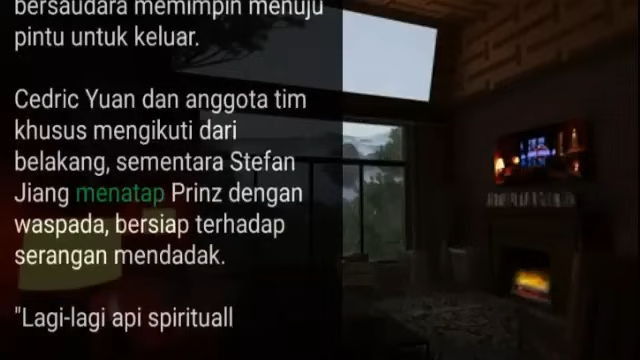 bersaudara memimpin menuju
pintu untuk keluar.
Cedric Yuan dan anggota tim
khusus mengikuti dari
belakang, sementara Stefan
Jiang menatap Prinz dengan
waspada, bersiap terhadap
serangan mendadak.
"Lagi-lagi api spirituall